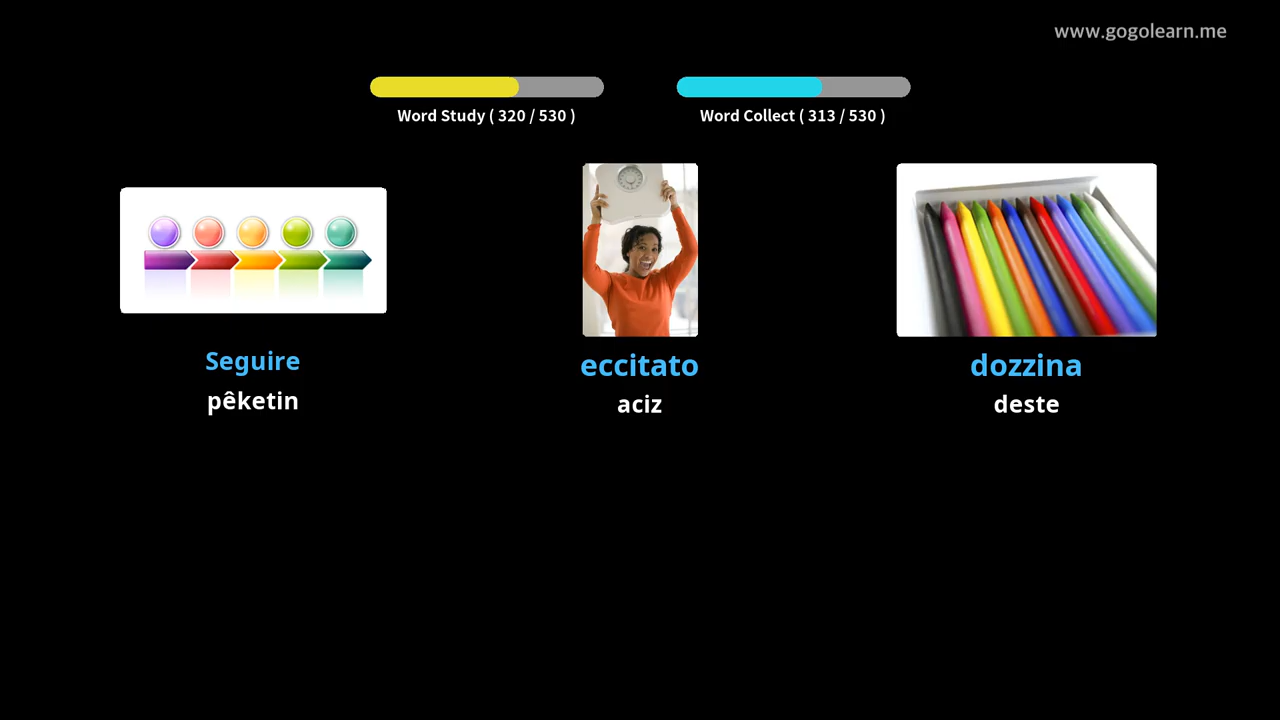 www.gogolearn.me
Word Study ( 320 / 530 )
Word Collect ( 313 / 530 )
Seguire
pêketin
eccitato
aciz
dozzina
deste